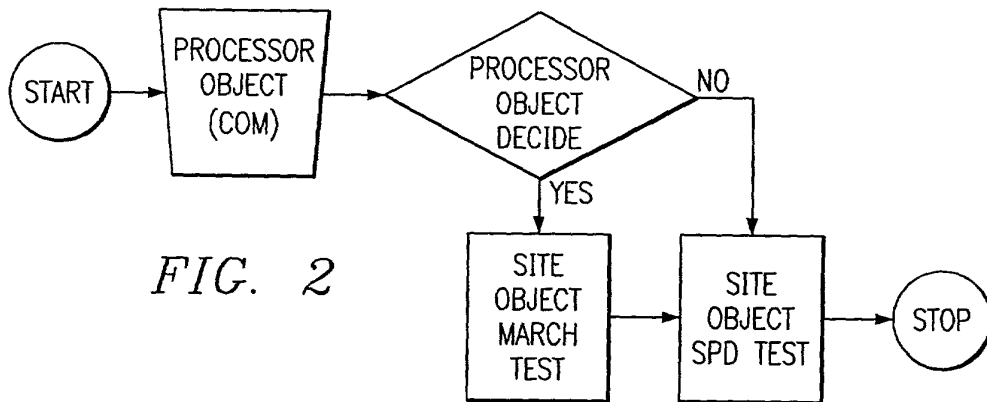 START
PROCESSOR
OBJECT
(COM)
PROCESSOR
OBJECT
DECIDE
NO
YES
SITE
OBJECT
MARCH
TEST
SITE
OBJECT
SPD TEST
STOP
FIG. 2